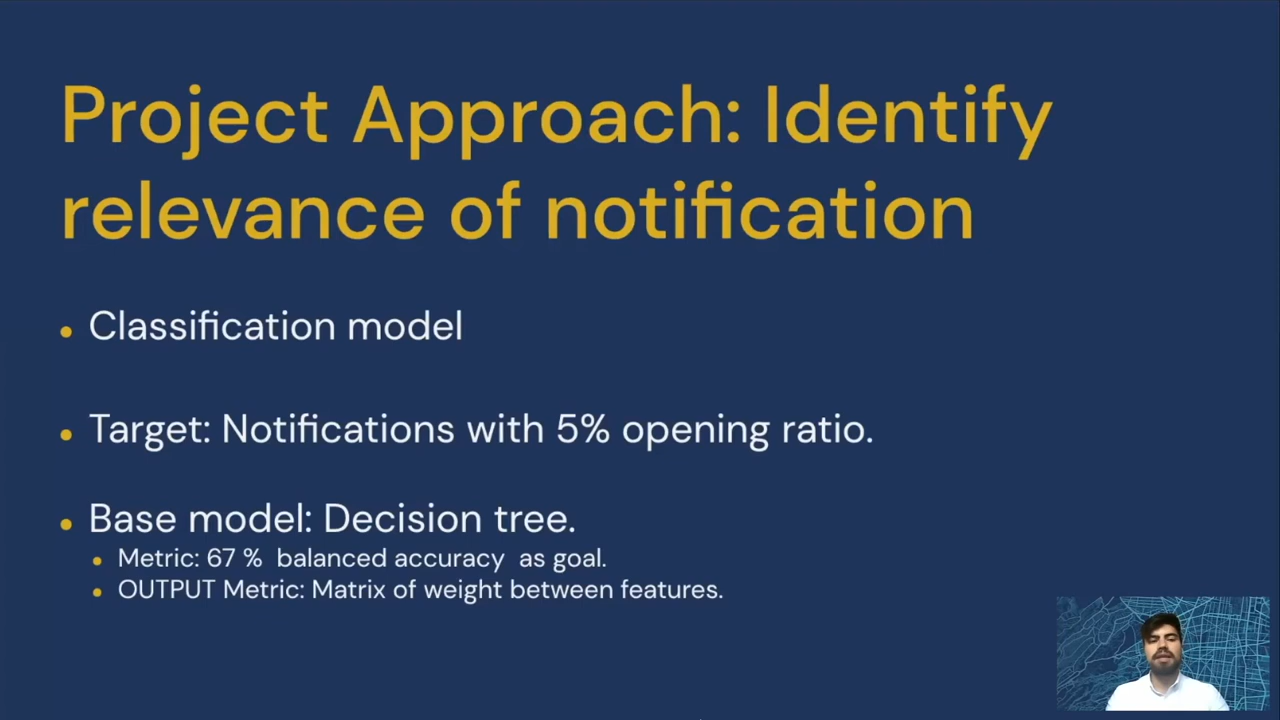 Project Approach: Identify
relevance of notification
Classification model
Target: Notifications with 5% opening ratio.
Base model: Decision tree.
Metric: 67 % balanced accuracy as goal.
OUTPUT Metric: Matrix of weight between features.